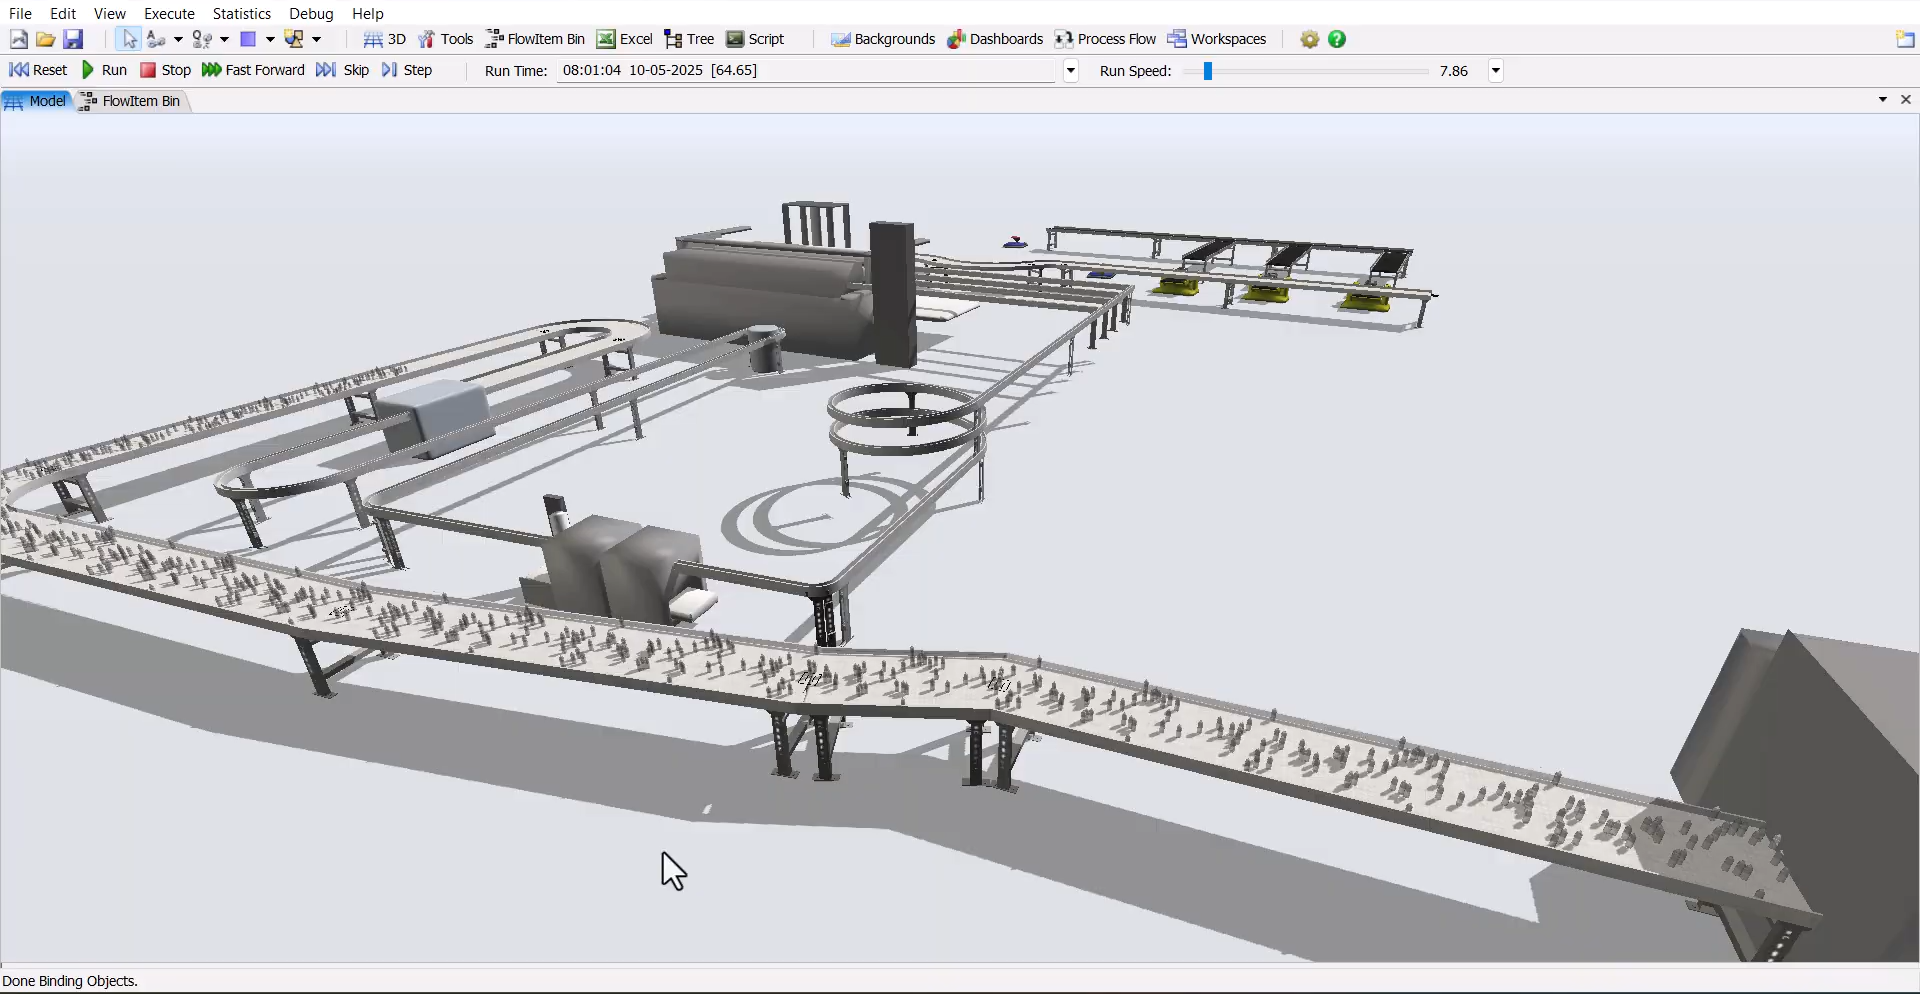 File Edit View Execute Statistics Debug Help
3D Tools FlowItem Bin Excel Tree Script Backgrounds Dashboards Process Flow Workspaces
Reset Run Stop Fast Forward Skip Step Run Time: 08:01:04 10-05-2025 [64.65] Run Speed: 7.86
Model FlowItem Bin
Done Binding Objects.